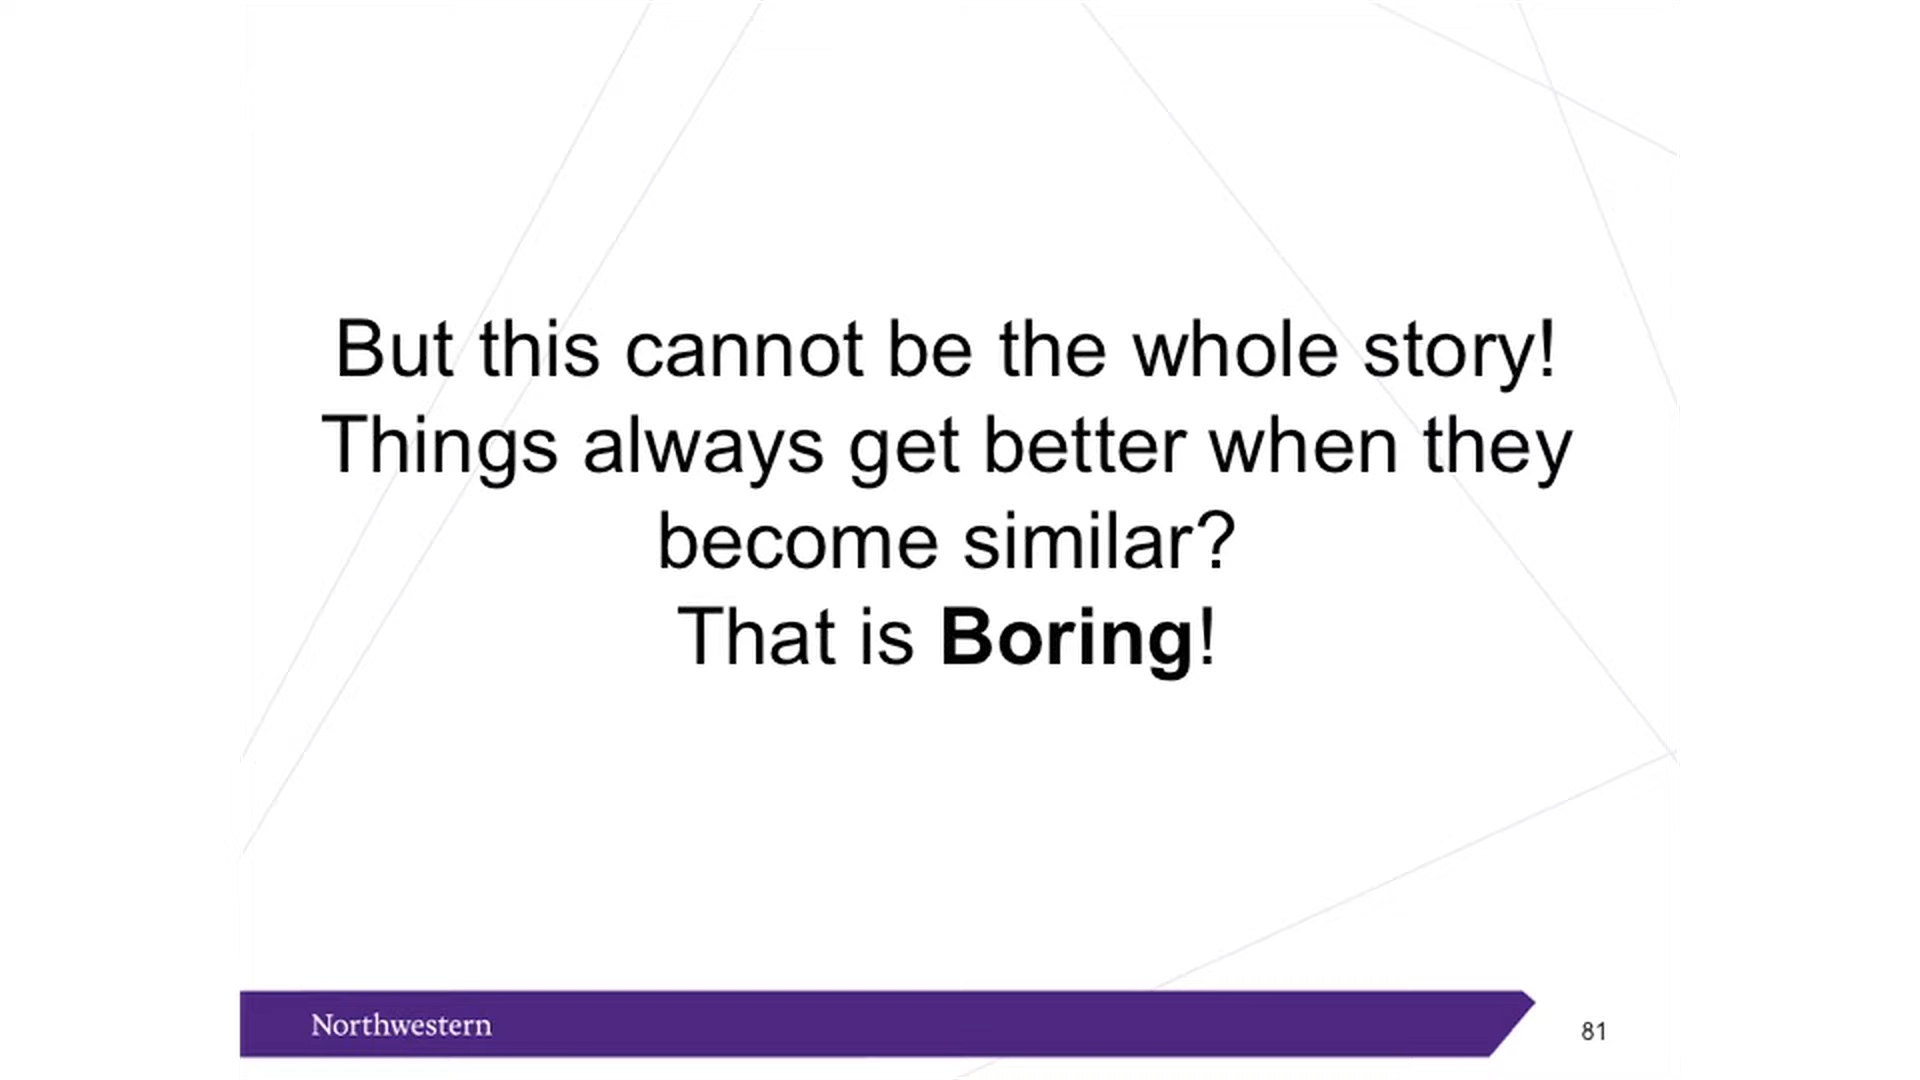 But this cannot be the whole story!
Things always get better when they
become similar?
That is Boring!
Northwestern
81